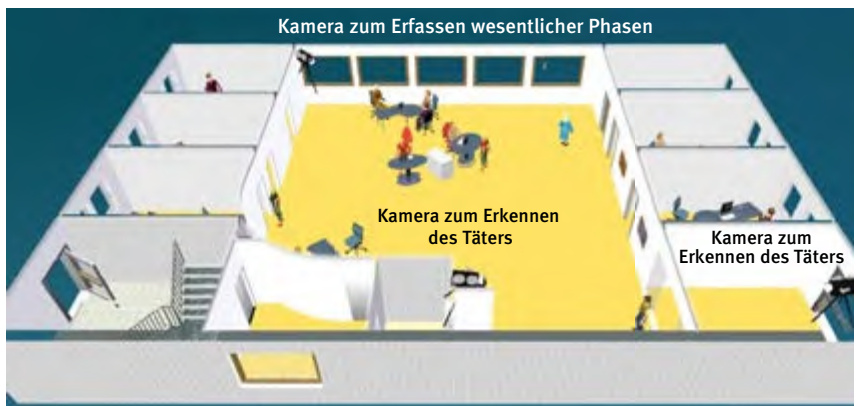 Kamera zum Erfassen wesentlicher Phasen
Kamera zum Erkennen
des Täters
Kamera zum
Erkennen des Täters